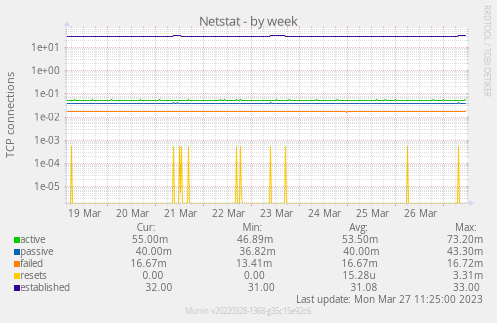 Netstat - by week
RRDTOOL / TOBI OETIKER
TCP connections
1e+01
1e+00
1e-01
1e-02
1e-03
1e-04
1e-05
19 Mar 20 Mar 21 Mar 22 Mar 23 Mar 24 Mar 25 Mar 26 Mar
Cur: Min: Avg: Max:
active 55.00m 46.89m 53.50m 73.20m
passive 40.00m 36.82m 40.00m 43.30m
failed 16.67m 13.41m 16.67m 16.72m
resets 0.00 0.00 15.28u 3.31m
established 32.00 31.00 31.08 33.00
Last update: Mon Mar 27 11:25:00 2023
Munin v20220328-1368-g35c15e92c6